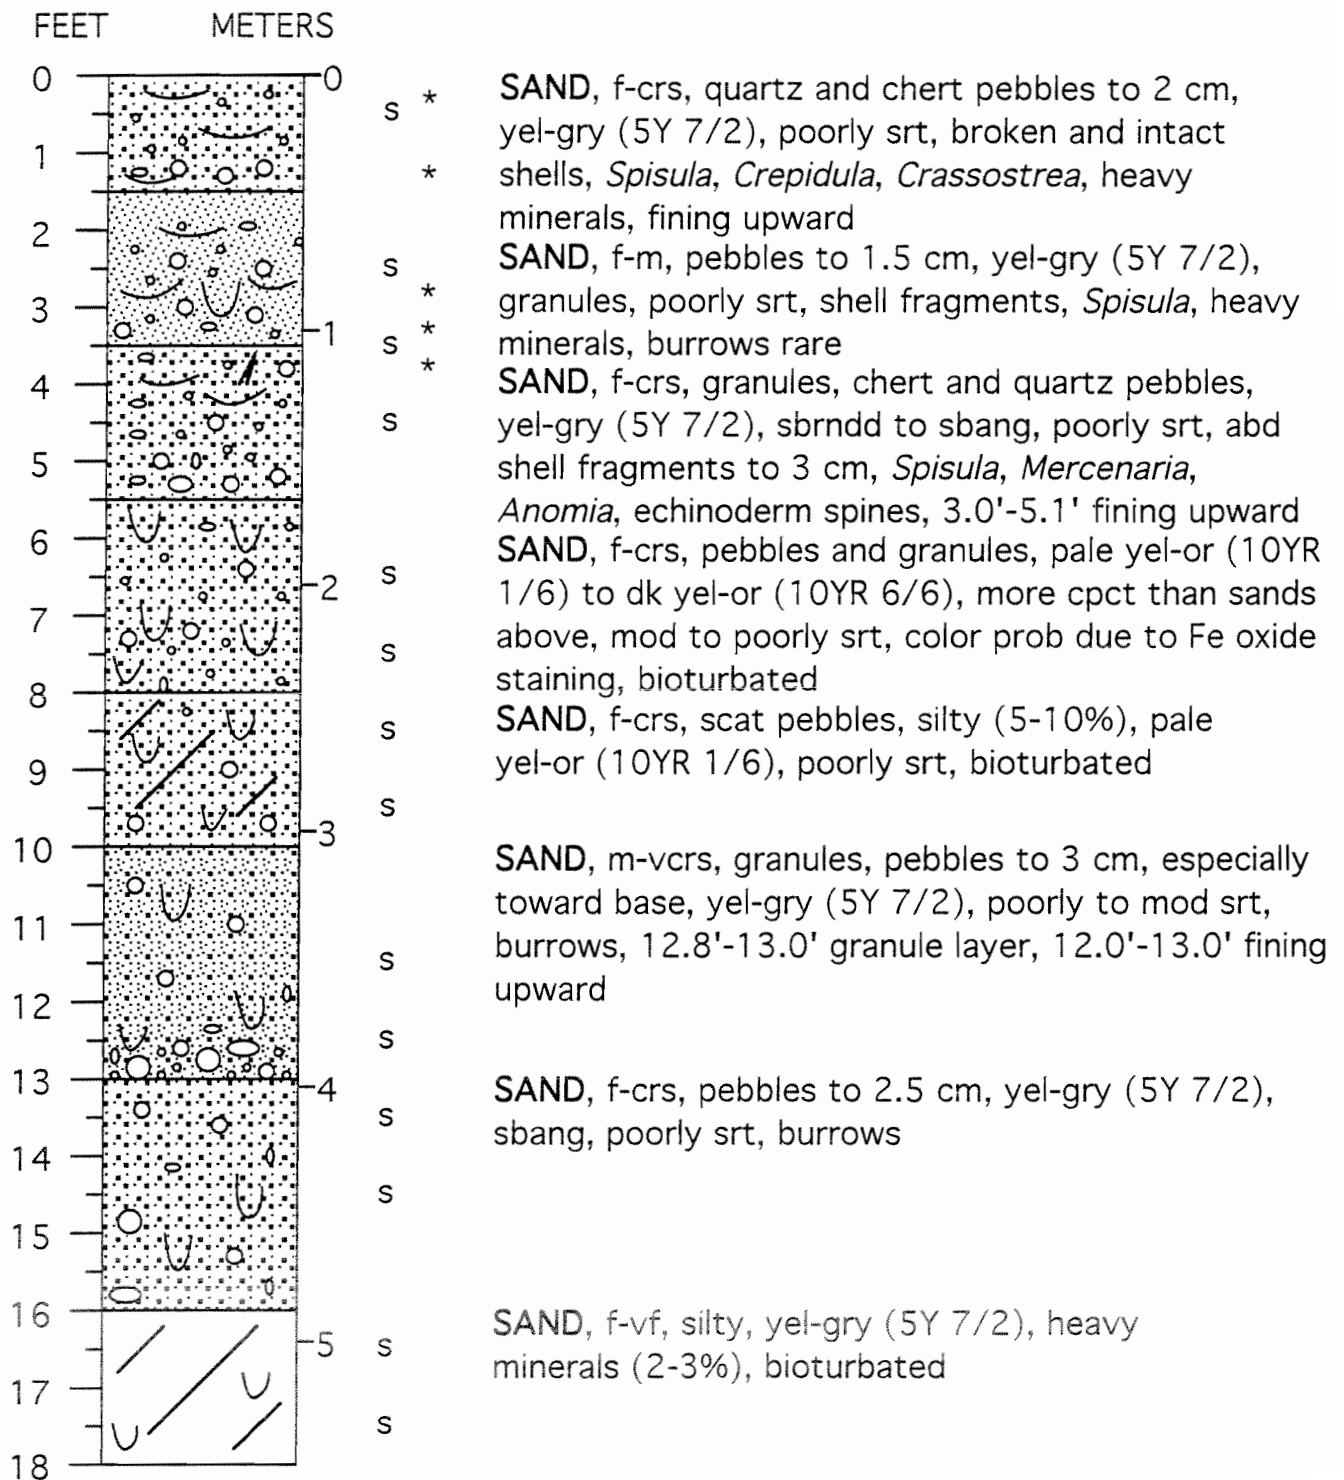 FEET METERS
0 0
1
2
3
1
4
5
6
2
7
8
9
3
10
11
12
13
4
14
15
16
5
17
18
s *
*
s
*
*
s
*
s
s
s
s
s
s
s
s
s
s
s
SAND, f-crs, quartz and chert pebbles to 2 cm,
yel-gry (5Y 7/2), poorly srt, broken and intact
shells, Spisula, Crepidula, Crassostrea, heavy
minerals, fining upward
SAND, f-m, pebbles to 1.5 cm, yel-gry (5Y 7/2),
granules, poorly srt, shell fragments, Spisula, heavy
minerals, burrows rare
SAND, f-crs, granules, chert and quartz pebbles,
yel-gry (5Y 7/2), sbrndd to sbang, poorly srt, abd
shell fragments to 3 cm, Spisula, Mercenaria,
Anomia, echinoderm spines, 3.0'-5.1' fining upward
SAND, f-crs, pebbles and granules, pale yel-or (10YR
1/6) to dk yel-or (10YR 6/6), more cpct than sands
above, mod to poorly srt, color prob due to Fe oxide
staining, bioturbated
SAND, f-crs, scat pebbles, silty (5-10%), pale
yel-or (10YR 1/6), poorly srt, bioturbated
SAND, m-vcrs, granules, pebbles to 3 cm, especially
toward base, yel-gry (5Y 7/2), poorly to mod srt,
burrows, 12.8'-13.0' granule layer, 12.0'-13.0' fining
upward
SAND, f-crs, pebbles to 2.5 cm, yel-gry (5Y 7/2),
sbang, poorly srt, burrows
SAND, f-vf, silty, yel-gry (5Y 7/2), heavy
minerals (2-3%), bioturbated